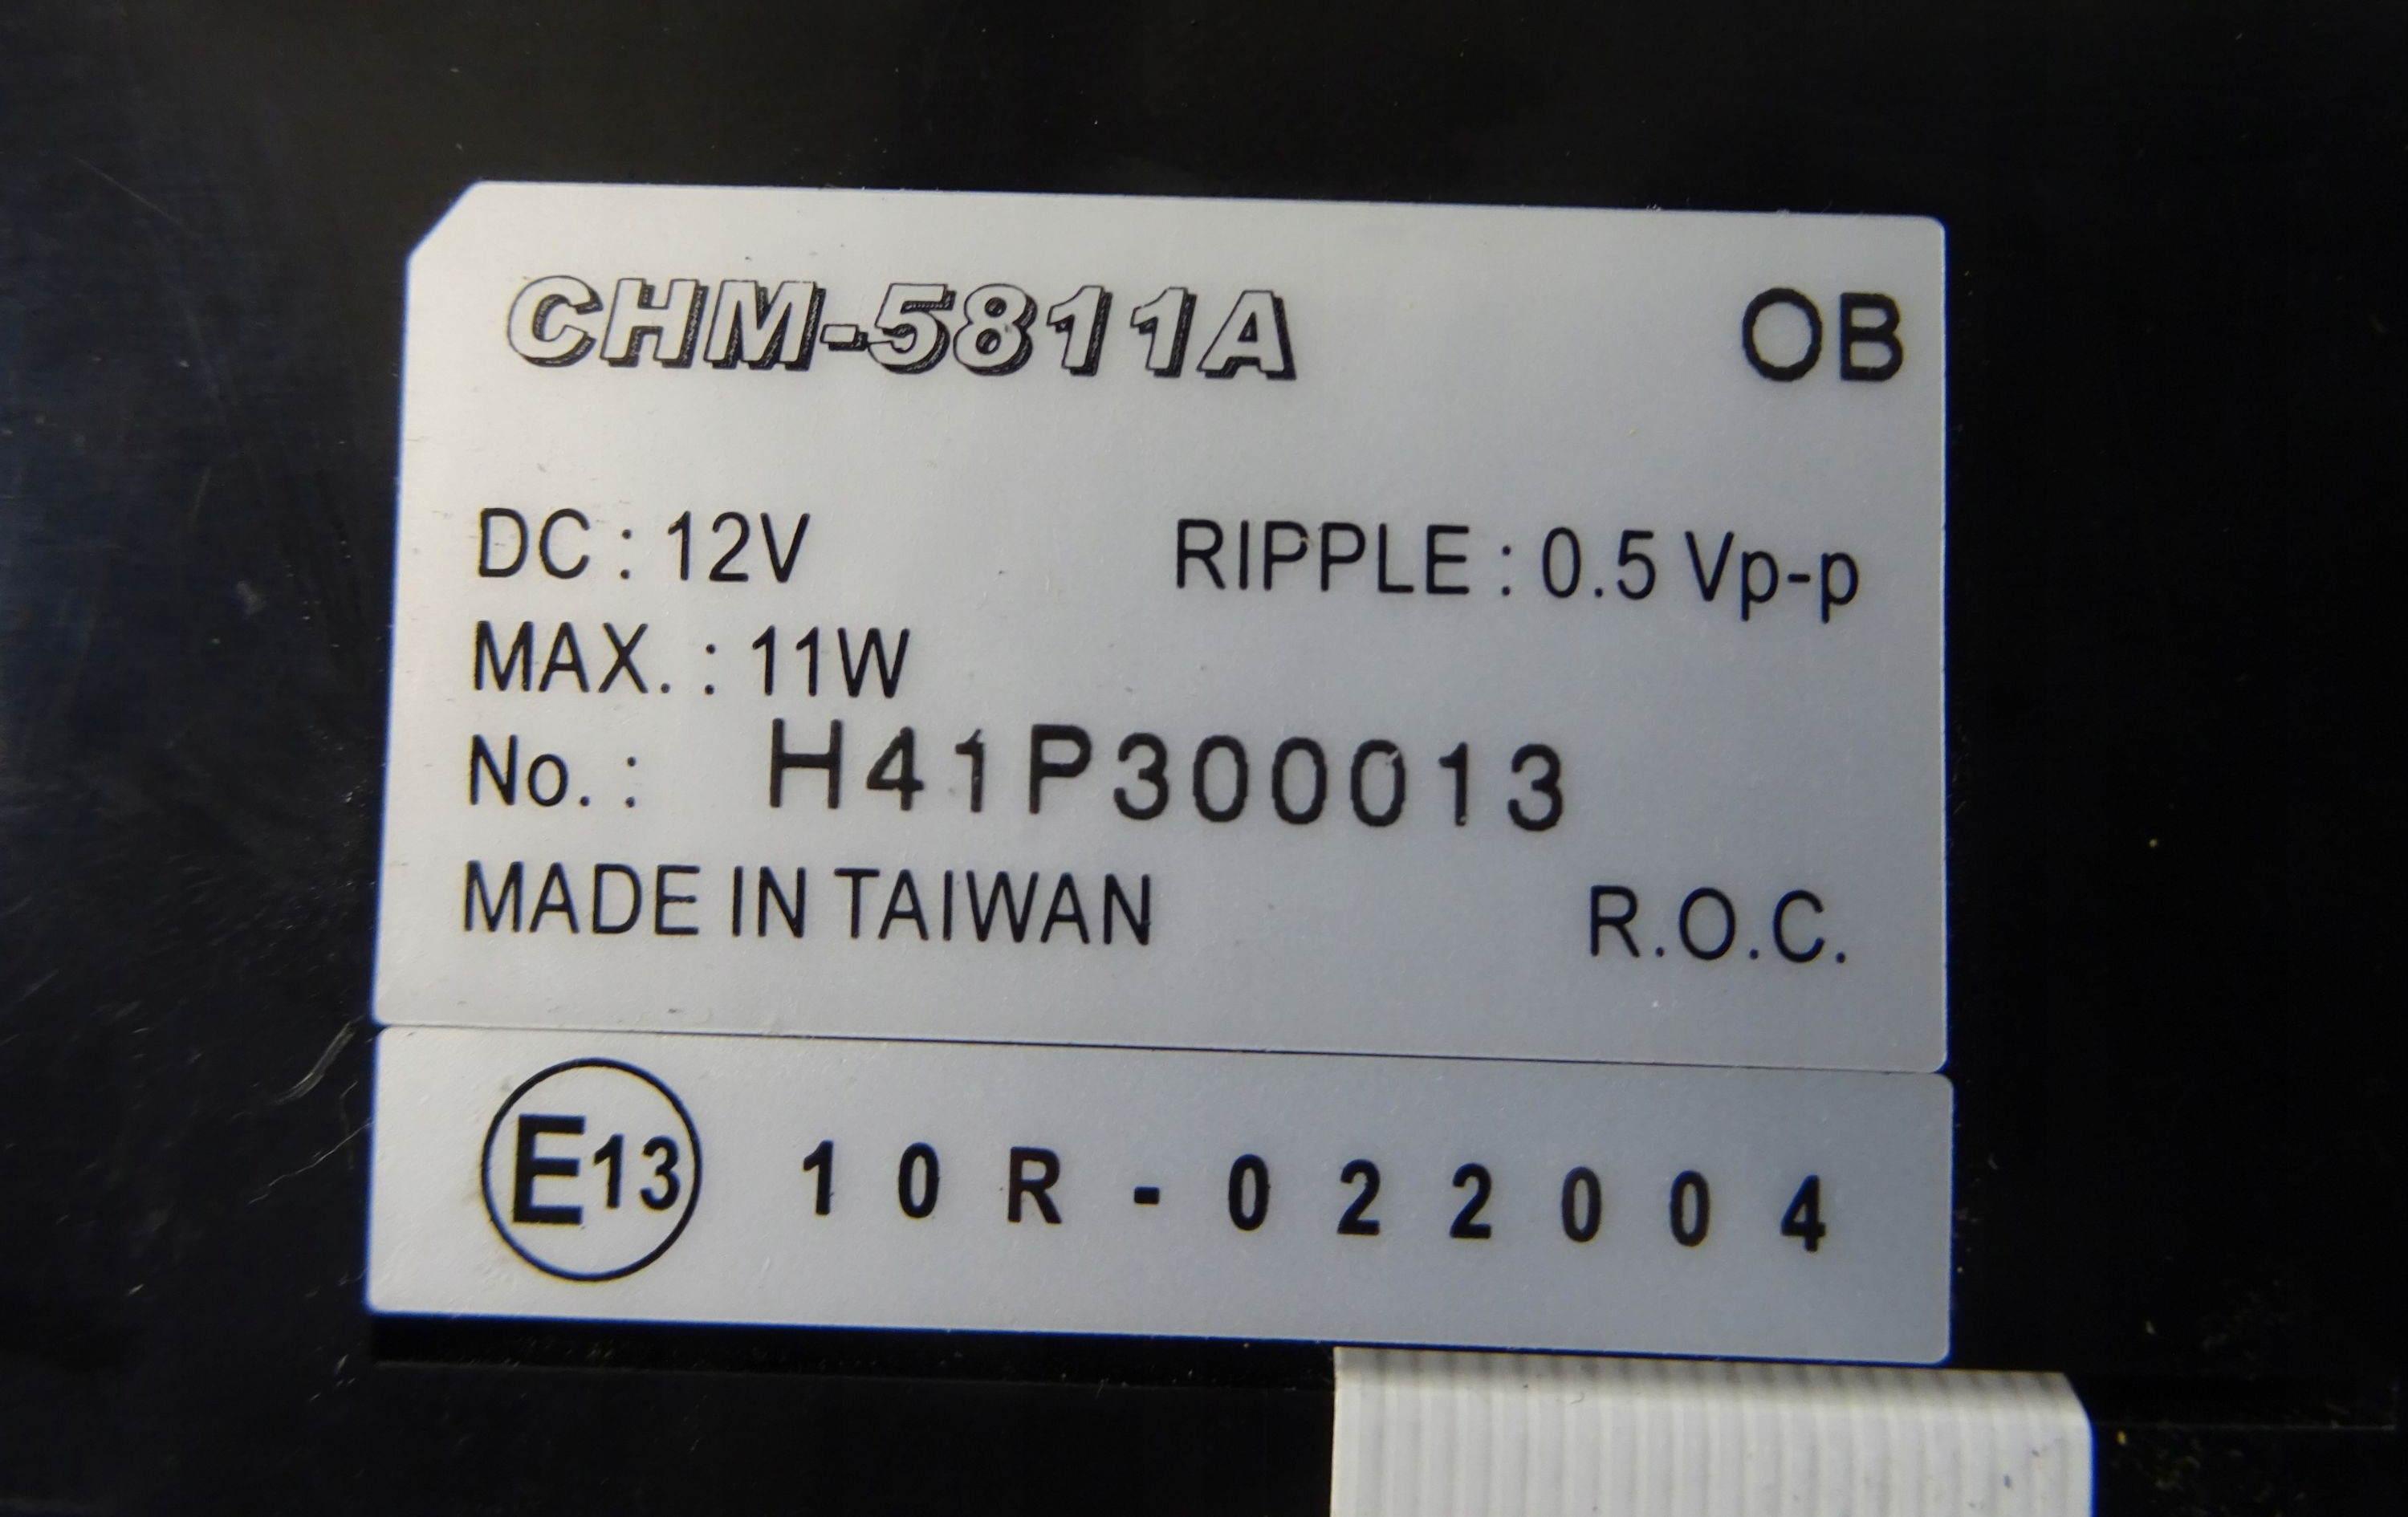 CHM-5811A OB
DC : 12V RIPPLE : 0.5 Vp-p
MAX. : 11W
No. : H41P300013
MADE IN TAIWAN R.O.C.
E13 10R-022004